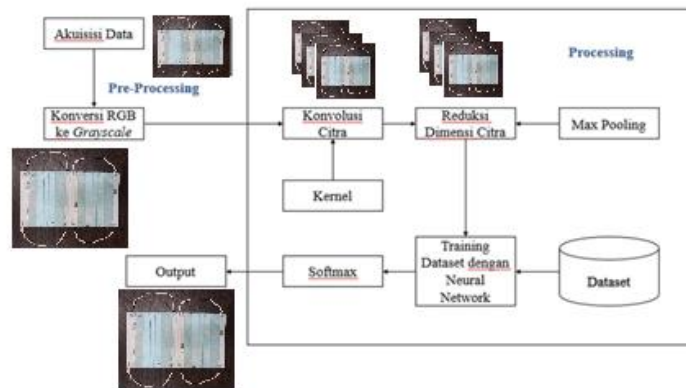 Akuisisi Data
Pre-Processing
Processing
Konversi RGB
ke Grayscale
Konvolusi
Citra
Reduksi
Dimensi Citra
Max Pooling
Kernel
Output
Softmax
Training
Dataset dengan
Neural
Network
Dataset